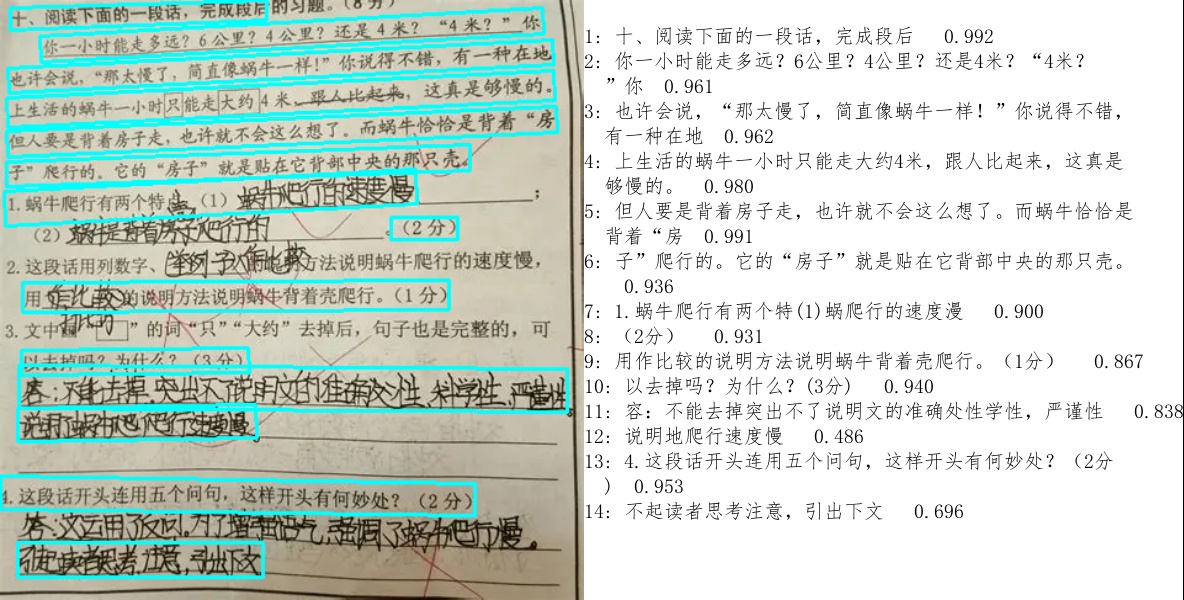 十、阅读下面的一段话，完成段后的习题。（8分）
你一小时能走多远？6公里？4公里？还是4米？“4米？”你
也许会说，“那太慢了，简直像蜗牛一样！”你说得不错，有一种在地
上生活的蜗牛一小时只能走大约4米，跟人比起来，这真是够慢的。
但人要是背着房子走，也许就不会这么想了。而蜗牛恰恰是背着“房
子”爬行的。它的“房子”就是贴在它背部中央的那只壳。
1.蜗牛爬行有两个特点（1）蜗牛爬行的速度慢；
（2）蜗牛是背着房子爬行的。（2分）
2.这段话用列数字、举例子、作比较方法说明蜗牛爬行的速度慢，
用作比较的说明方法说明蜗牛背着壳爬行。（1分）
3.文中”的词“只”“大约”去掉后，句子也是完整的，可
以去掉吗？为什么？（3分）
答：不能去掉.突出不了说明文的准确性、科学性、严谨性。
说明了蜗牛爬行速度慢。
4.这段话开头连用五个问句，这样开头有何妙处？（2分）
答：这运用了反问.为了增强语气,强调了蜗牛爬行慢。
引起读者思考,注意,引出下文
1: 十、阅读下面的一段话，完成段后 0.992
2: 你一小时能走多远？6公里？4公里？还是4米？“4米？
”你 0.961
3: 也许会说，“那太慢了，简直像蜗牛一样！”你说得不错，
有一种在地 0.962
4: 上生活的蜗牛一小时只能走大约4米，跟人比起来，这真是
够慢的。 0.980
5: 但人要是背着房子走，也许就不会这么想了。而蜗牛恰恰是
背着“房 0.991
6: 子”爬行的。它的“房子”就是贴在它背部中央的那只壳。
0.936
7: 1.蜗牛爬行有两个特(1)蜗爬行的速度漫 0.900
8: （2分） 0.931
9: 用作比较的说明方法说明蜗牛背着壳爬行。（1分） 0.867
10: 以去掉吗？为什么？(3分) 0.940
11: 容：不能去掉突出不了说明文的准确处性学性，严谨性 0.838
12: 说明地爬行速度慢 0.486
13: 4.这段话开头连用五个问句，这样开头有何妙处？（2分
) 0.953
14: 不起读者思考注意，引出下文 0.696